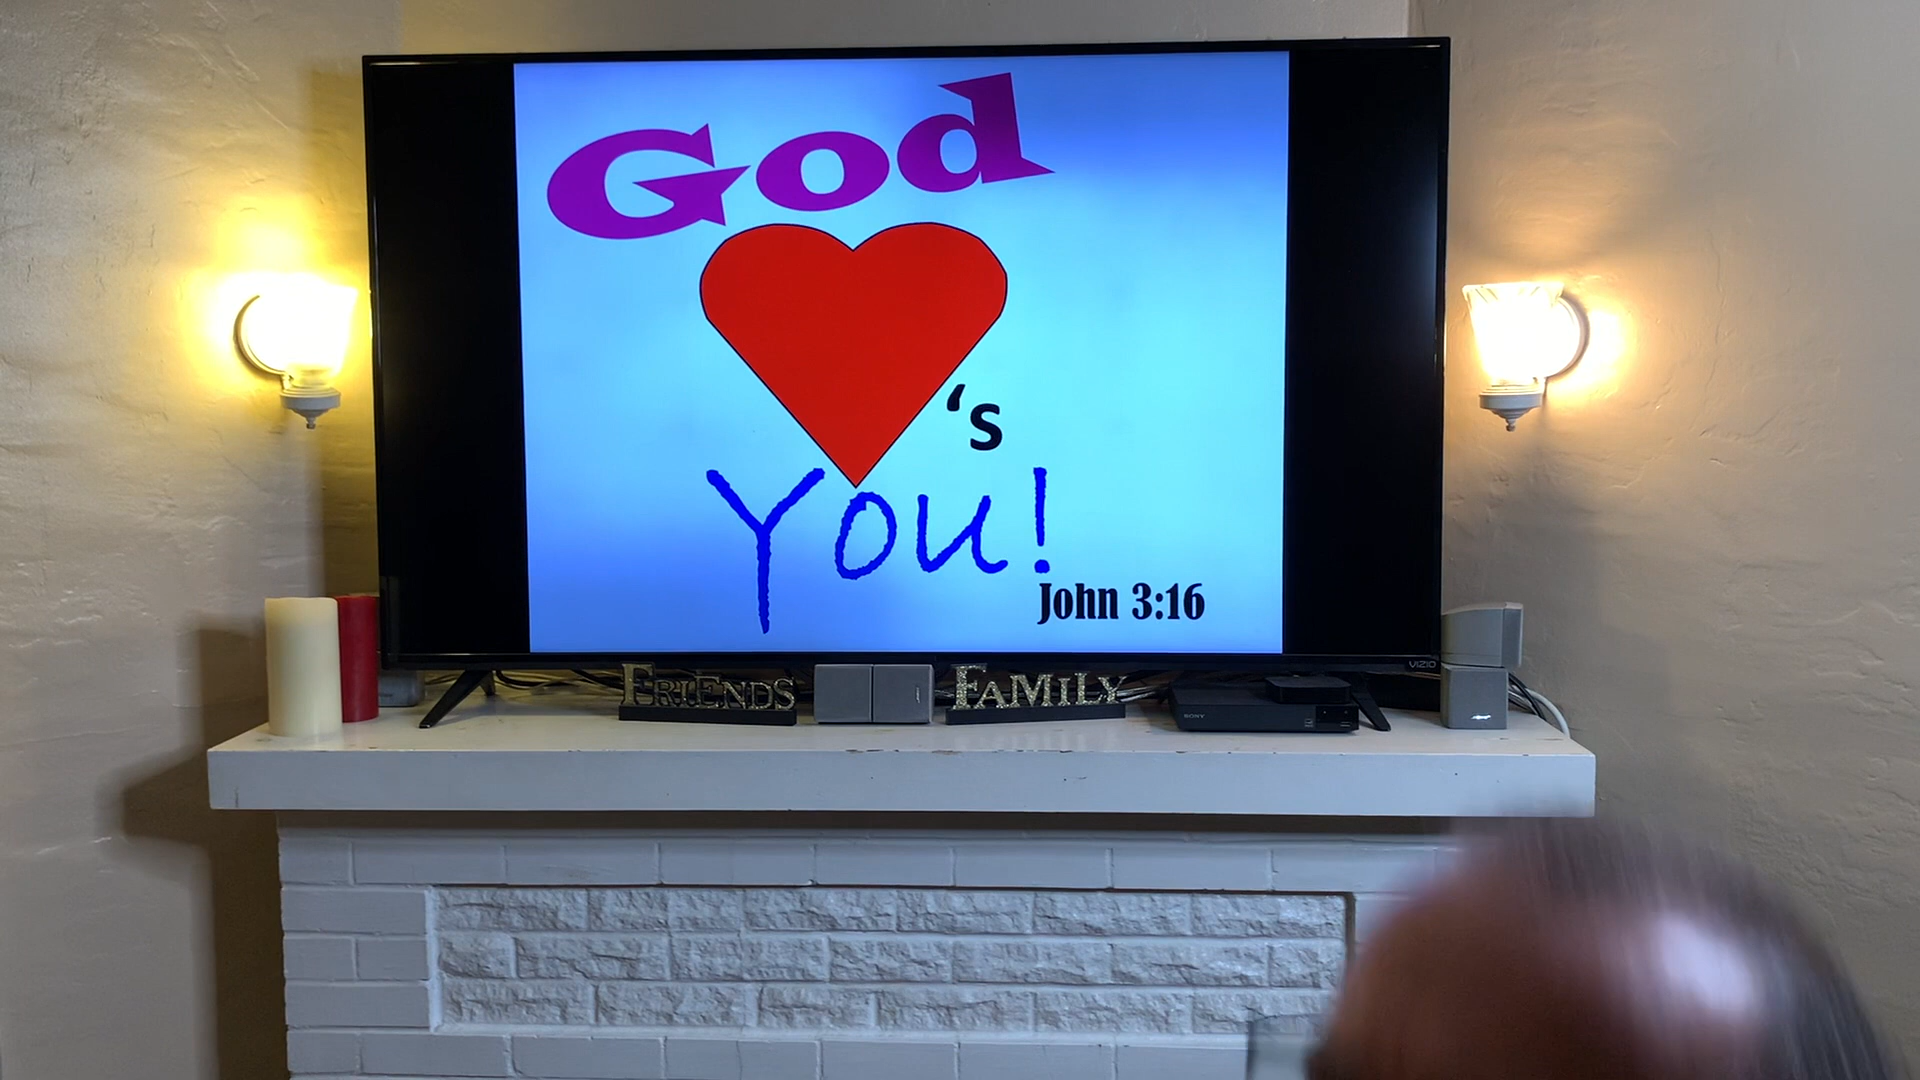 God
‘s
You!
John 3:16
VIZIO
FRIENDS
FAMILY
SONY